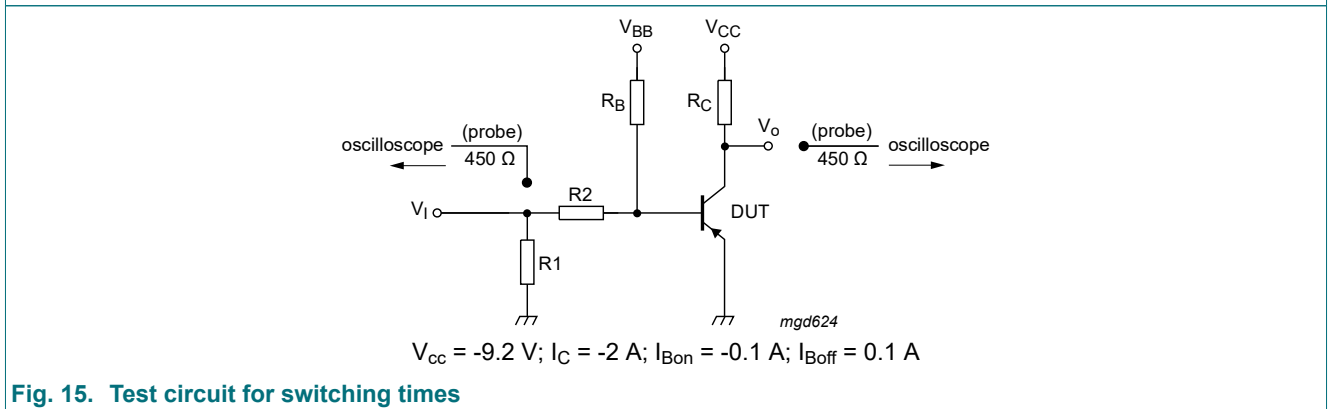 VBB
VCC
RB
RC
Vo
oscilloscope
(probe)
450 Ω
(probe)
450 Ω
oscilloscope
R2
VI
DUT
R1
mgd624
Vcc = -9.2 V; IC = -2 A; IBon = -0.1 A; IBoff = 0.1 A
Fig. 15. Test circuit for switching times